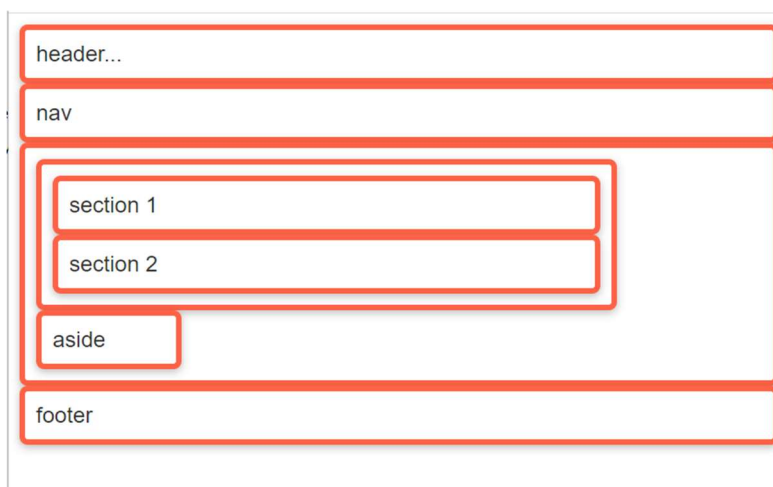 header...
nav
section 1
section 2
aside
footer